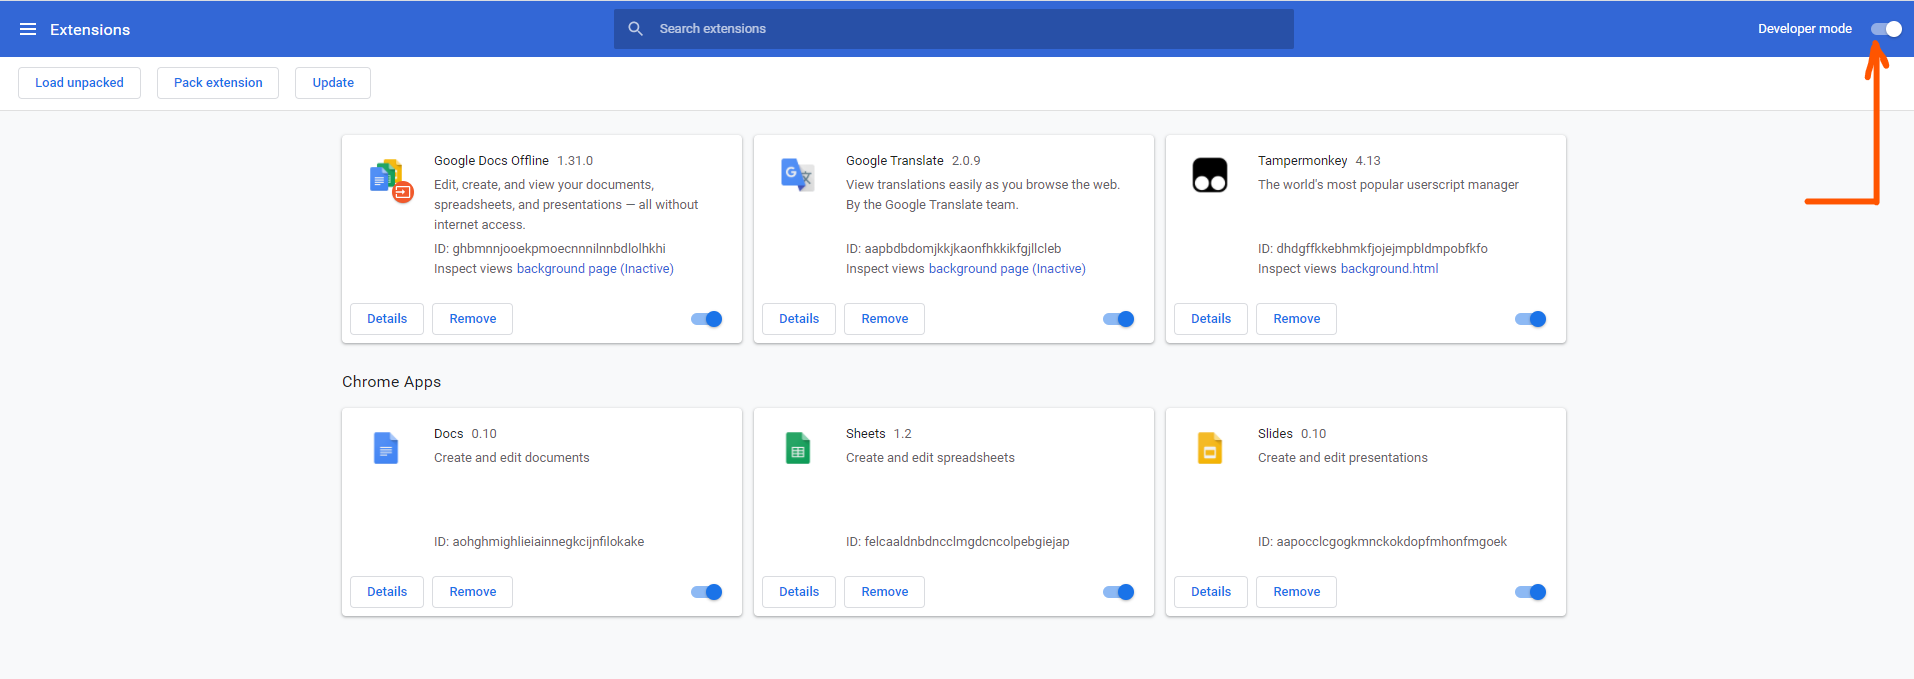 Extensions
Search extensions
Developer mode
Load unpacked
Pack extension
Update
Google Docs Offline 1.31.0
Edit, create, and view your documents,
spreadsheets, and presentations — all without
internet access.
ID: ghbmnnjooekpmoecnnnilnnbdlolhkhi
Inspect views background page (Inactive)
Details
Remove
Google Translate 2.0.9
View translations easily as you browse the web.
By the Google Translate team.
ID: aapbdbdomjkkjkaonfhkkikfgjllcleb
Inspect views background page (Inactive)
Details
Remove
Tampermonkey 4.13
The world's most popular userscript manager
ID: dhdgffkkebhmkfjojejmpbldmpobfkfo
Inspect views background.html
Details
Remove
Chrome Apps
Docs 0.10
Create and edit documents
ID: aohghmighlieiainnegkcijnfilokake
Details
Remove
Sheets 1.2
Create and edit spreadsheets
ID: felcaaldnbdncclmgdcncolpebgiejap
Details
Remove
Slides 0.10
Create and edit presentations
ID: aapocclcgogkmnckokdopfmhonfmgoek
Details
Remove